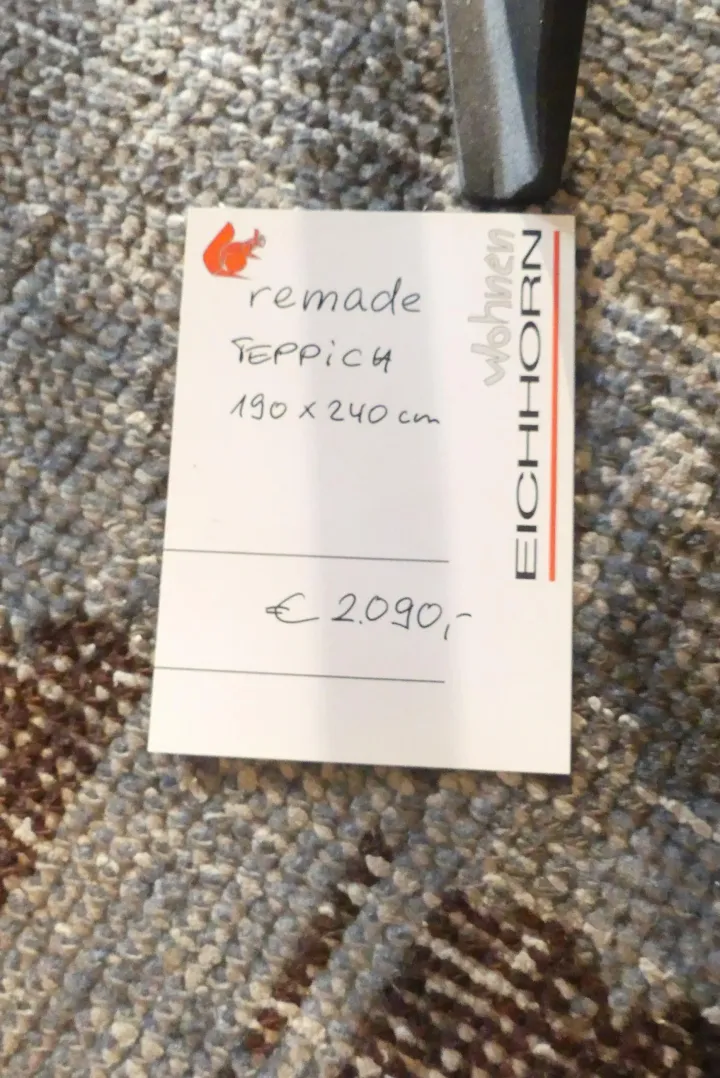 remade
TEPPiCH
190 x 240 cm
€ 2.090,-
Wohnen
EICHHORN